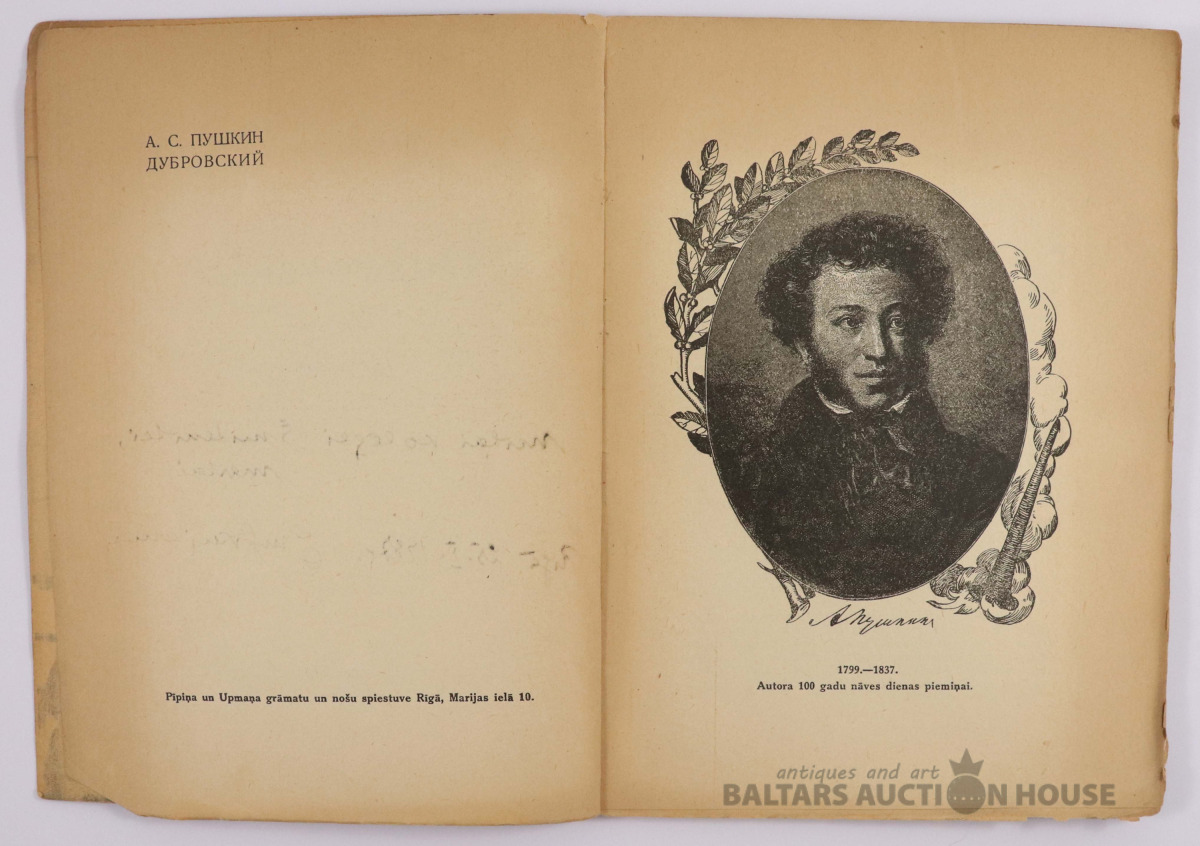 А. С. ПУШКИН
ДУБРОВСКИЙ
Pīpiņa un Upmaņa grāmatu un nošu spiestuve Rīgā, Marijas ielā 10.
А Пушкин
1799.—1837.
Autora 100 gadu nāves dienas piemiņai.
antiques and art
BALTARS AUCTION HOUSE